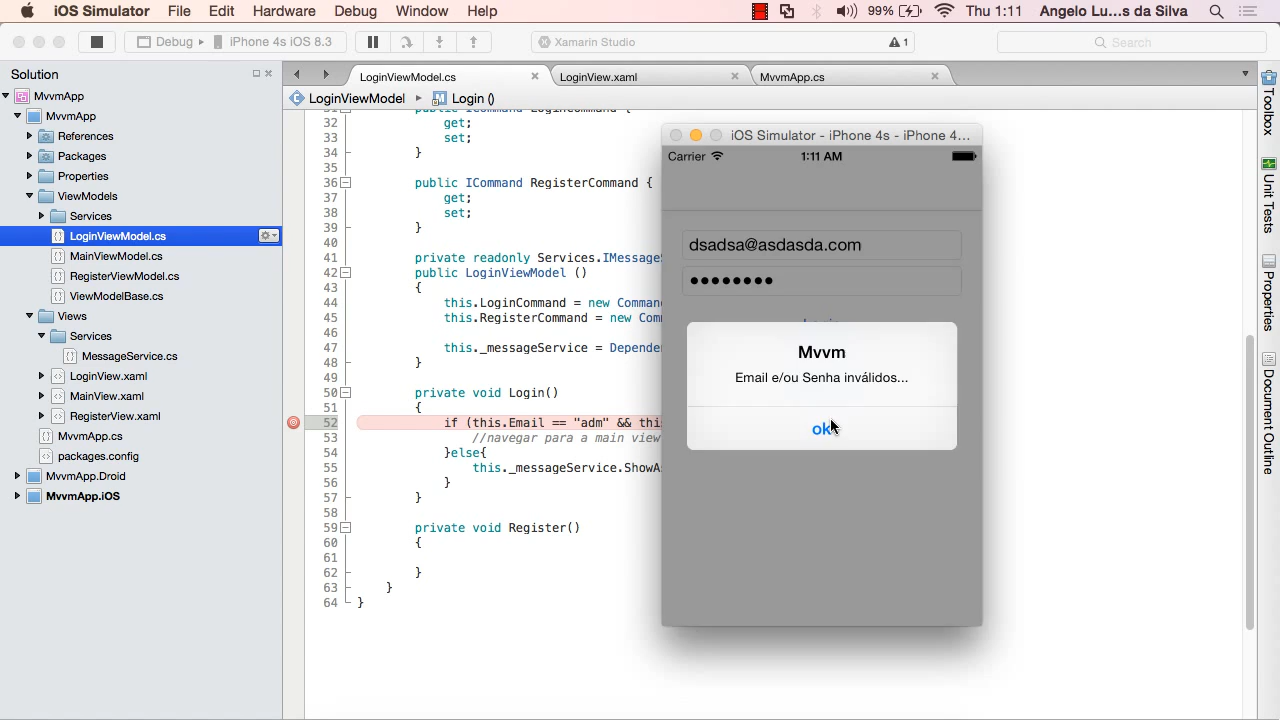 iOS Simulator File Edit Hardware Debug Window Help 99% Thu 1:11 Angelo Lu...s da Silva
Debug iPhone 4s iOS 8.3 Xamarin Studio 1 Search
Solution
MvvmApp
MvvmApp
References
Packages
Properties
ViewModels
Services
LoginViewModel.cs
MainViewModel.cs
RegisterViewModel.cs
ViewModelBase.cs
Views
Services
MessageService.cs
LoginView.xaml
MainView.xaml
RegisterView.xaml
MvvmApp.cs
packages.config
MvvmApp.Droid
MvvmApp.iOS
LoginViewModel.cs LoginView.xaml MvvmApp.cs
LoginViewModel Login ()
31 public ICommand LoginCommand {
32 get;
33 set;
34 }
35
36 public ICommand RegisterCommand {
37 get;
38 set;
39 }
40
41 private readonly Services.IMessageS
42 public LoginViewModel ()
43 {
44 this.LoginCommand = new Command
45 this.RegisterCommand = new Com
46
47 this._messageService = Depende
48 }
49
50 private void Login()
51 {
52 if (this.Email == "adm" && thi
53 //navegar para a main view
54 }else{
55 this._messageService.ShowA
56 }
57 }
58
59 private void Register()
60 {
61
62 }
63 }
64 }
iOS Simulator - iPhone 4s - iPhone 4...
Carrier 1:11 AM
dsadsa@asdasda.com
●●●●●●●●
Login
Mvvm
Email e/ou Senha inválidos...
ok
Toolbox
Unit Tests
Properties
Document Outline